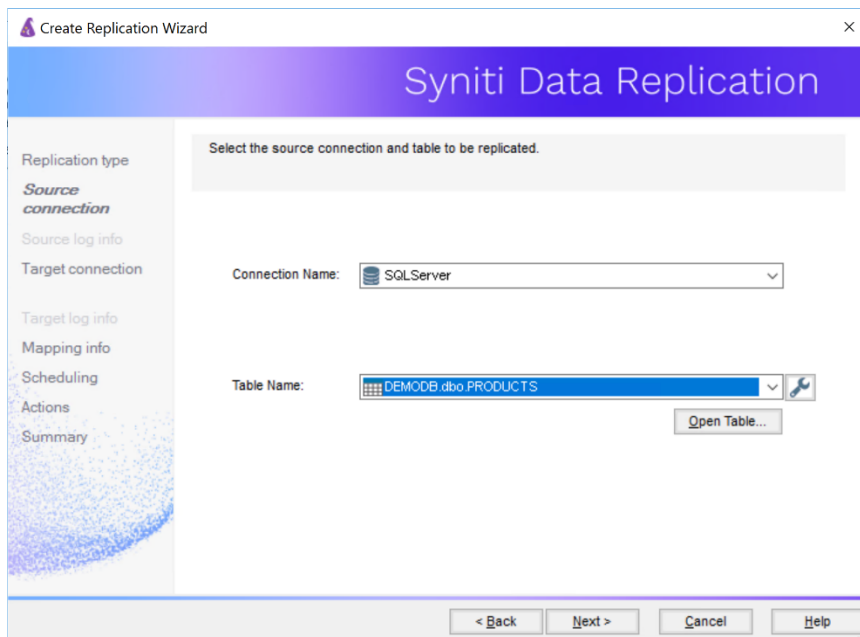 Create Replication Wizard
Syniti Data Replication
Replication type
Source
connection
Source log info
Target connection
Target log info
Mapping info
Scheduling
Actions
Summary
Select the source connection and table to be replicated.
Connection Name: SQLServer
Table Name: DEMODB.dbo.PRODUCTS
Open Table...
< Back Next > Cancel Help